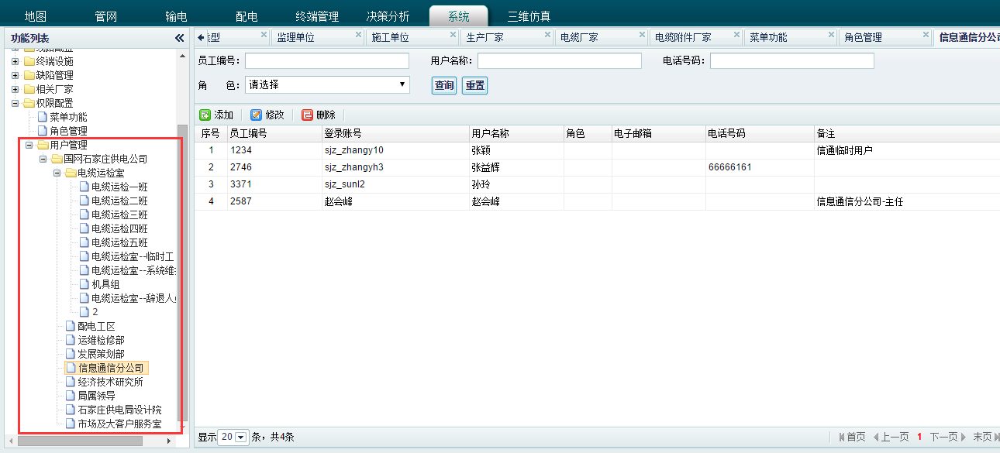 地图 管网 输电 配电 终端管理 决策分析 系统 三维仿真
功能列表
终端设施
缺陷管理
相关厂家
权限配置
菜单功能
角色管理
用户管理
国网石家庄供电公司
电缆运检室
电缆运检一班
电缆运检二班
电缆运检三班
电缆运检四班
电缆运检五班
电缆运检室--临时工
电缆运检室--系统维
机具组
电缆运检室--辞退人
2
配电工区
运维检修部
发展策划部
信息通信分公司
经济技术研究所
局属领导
石家庄供电局设计院
市场及大客户服务室
型 监理单位 施工单位 生产厂家 电缆厂家 电缆附件厂家 菜单功能 角色管理 信息通信分公
员工编号： 用户名称： 电话号码：
角 色： 请选择 查询 重置
添加 修改 删除
序号 员工编号 登录账号 用户名称 角色 电子邮箱 电话号码 备注
1 1234 sjz_zhangy10 张颖 信通临时用户
2 2746 sjz_zhangyh3 张益辉 66666161
3 3371 sjz_sunl2 孙玲
4 2587 赵会峰 赵会峰 信息通信分公司-主任
显示 20 条，共4条 首页 上一页 1 下一页 末页